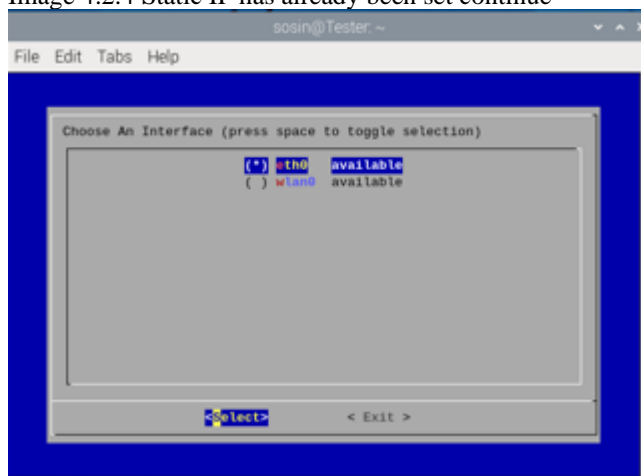 Image 4.2.4 Static IP has already been set continue
sosin@Tester: ~
File Edit Tabs Help
Choose An Interface (press space to toggle selection)
(*) eth0 available
( ) wlan0 available
<Select> < Exit >